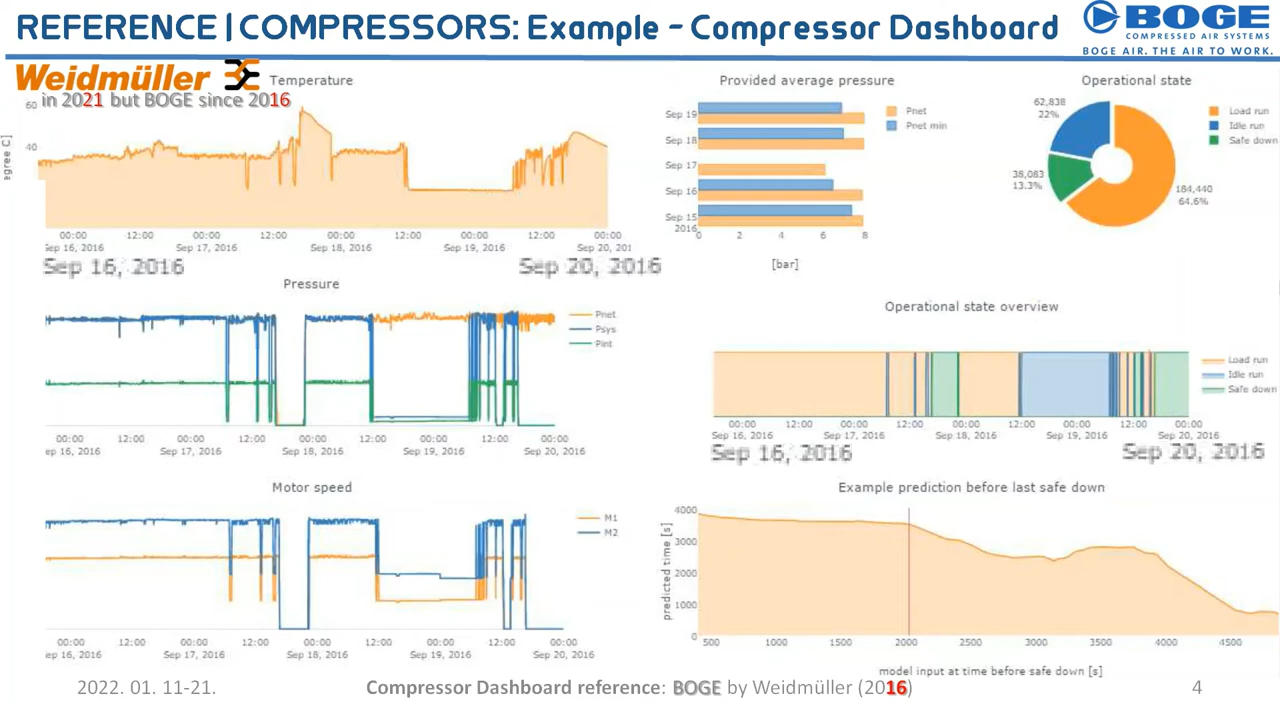 REFERENCE|COMPRESSORS: Example - Compressor Dashboard
BOGE
COMPRESSED AIR SYSTEMS
BOGE AIR. THE AIR TO WORK.
Weidmüller
in 2021 but BOGE since 2016
Temperature
egree C]
60
40
00:00 12:00 00:00 12:00 00:00 12:00 00:00 12:00 00:00
Sep 16, 2016 Sep 17, 2016 Sep 18, 2016 Sep 19, 2016 Sep 20, 201
Sep 16, 2016 Sep 20, 2016
Provided average pressure
Sep 19
Sep 18
Sep 17
Sep 16
Sep 15
2016
0 2 4 6 8
[bar]
Pnet
Pnet min
Operational state
62,838
22%
38,083
13.3%
184,440
64.6%
Load run
Idle run
Safe down
Pressure
Pnet
Psys
Pint
00:00 12:00 00:00 12:00 00:00 12:00 00:00 12:00 00:00
ep 16, 2016 Sep 17, 2016 Sep 18, 2016 Sep 19, 2016 Sep 20, 2016
Operational state overview
Load run
Idle run
Safe down
00:00 12:00 00:00 12:00 00:00 12:00 00:00 12:00 00:00
Sep 16, 2016 Sep 17, 2016 Sep 18, 2016 Sep 19, 2016 Sep 20, 2016
Sep 16, 2016 Sep 20, 2016
Motor speed
M1
M2
00:00 12:00 00:00 12:00 00:00 12:00 00:00 12:00 00:00
ep 16, 2016 Sep 17, 2016 Sep 18, 2016 Sep 19, 2016 Sep 20, 2016
Example prediction before last safe down
predicted time [s]
4000
3000
2000
1000
0
500 1000 1500 2000 2500 3000 3500 4000 4500
model input at time before safe down [s]
2022. 01. 11-21.
Compressor Dashboard reference: BOGE by Weidmüller (2016)
4